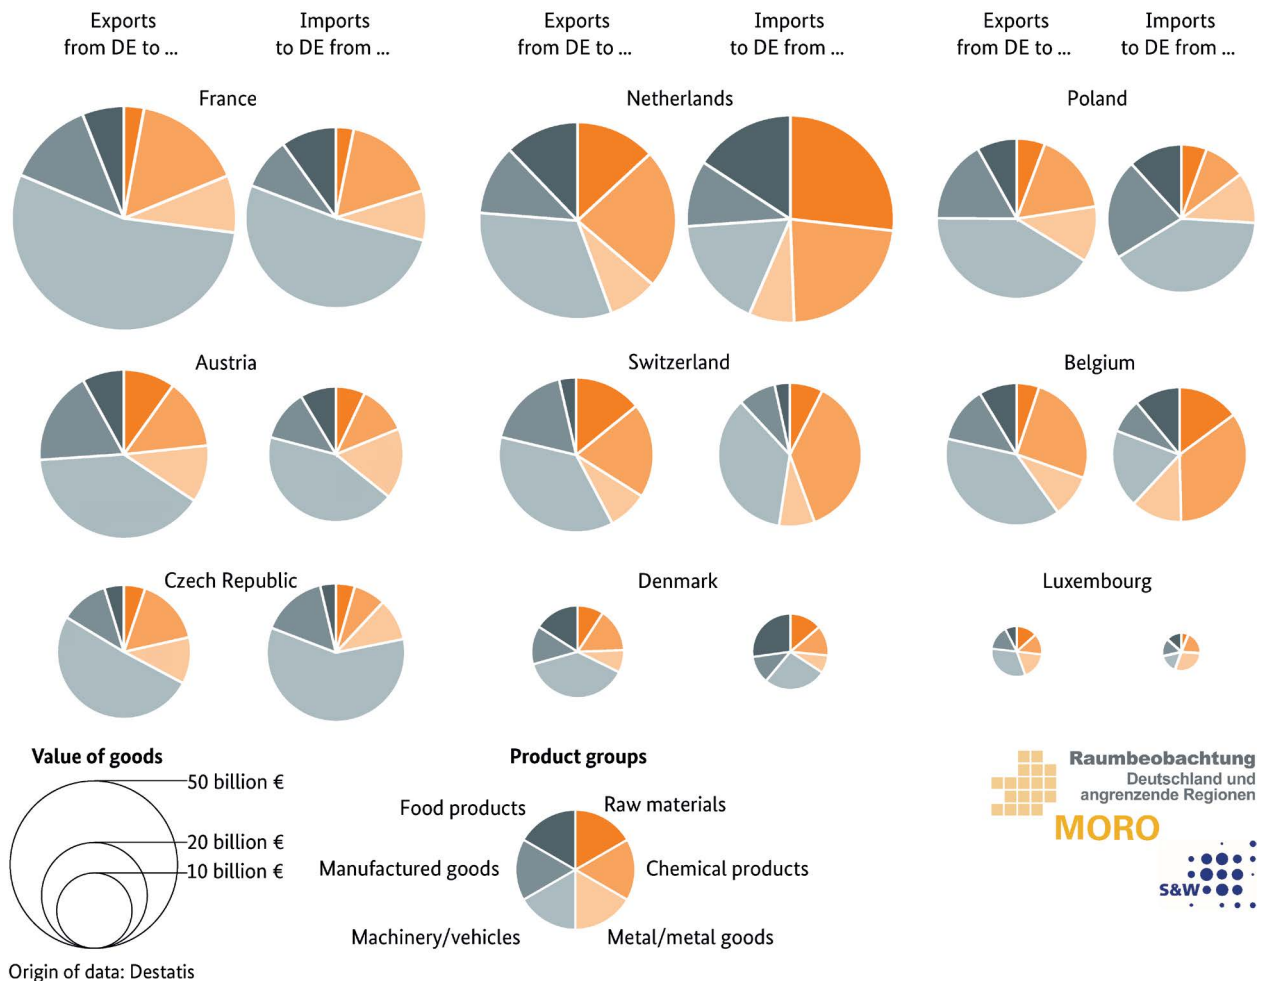 Exports
from DE to ...
Imports
to DE from ...
Exports
from DE to ...
Imports
to DE from ...
Exports
from DE to ...
Imports
to DE from ...
France
Netherlands
Poland
Austria
Switzerland
Belgium
Czech Republic
Denmark
Luxembourg
Value of goods
50 billion €
20 billion €
10 billion €
Origin of data: Destatis
Product groups
Food products
Raw materials
Manufactured goods
Chemical products
Machinery/vehicles
Metal/metal goods
Raumbeobachtung
Deutschland und
angrenzende Regionen
MORO
S&W